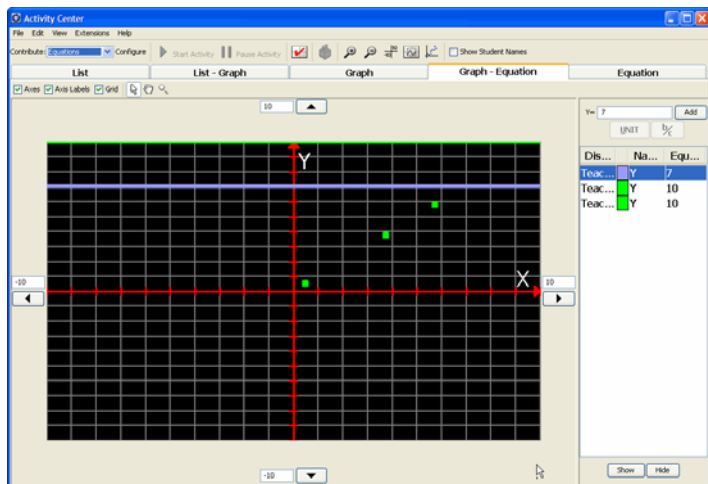 Activity Center
File Edit View Extensions Help
Contribute: Equations Configure Start Activity Pause Activity Show Student Names
List List - Graph Graph Graph - Equation Equation
Axes Axis Labels Grid
10
Y= 7 Add
UNIT b/c
Dis... Na... Equ...
Teac... Y 7
Teac... Y 10
Teac... Y 10
Y
-10 X 10
-10
Show Hide